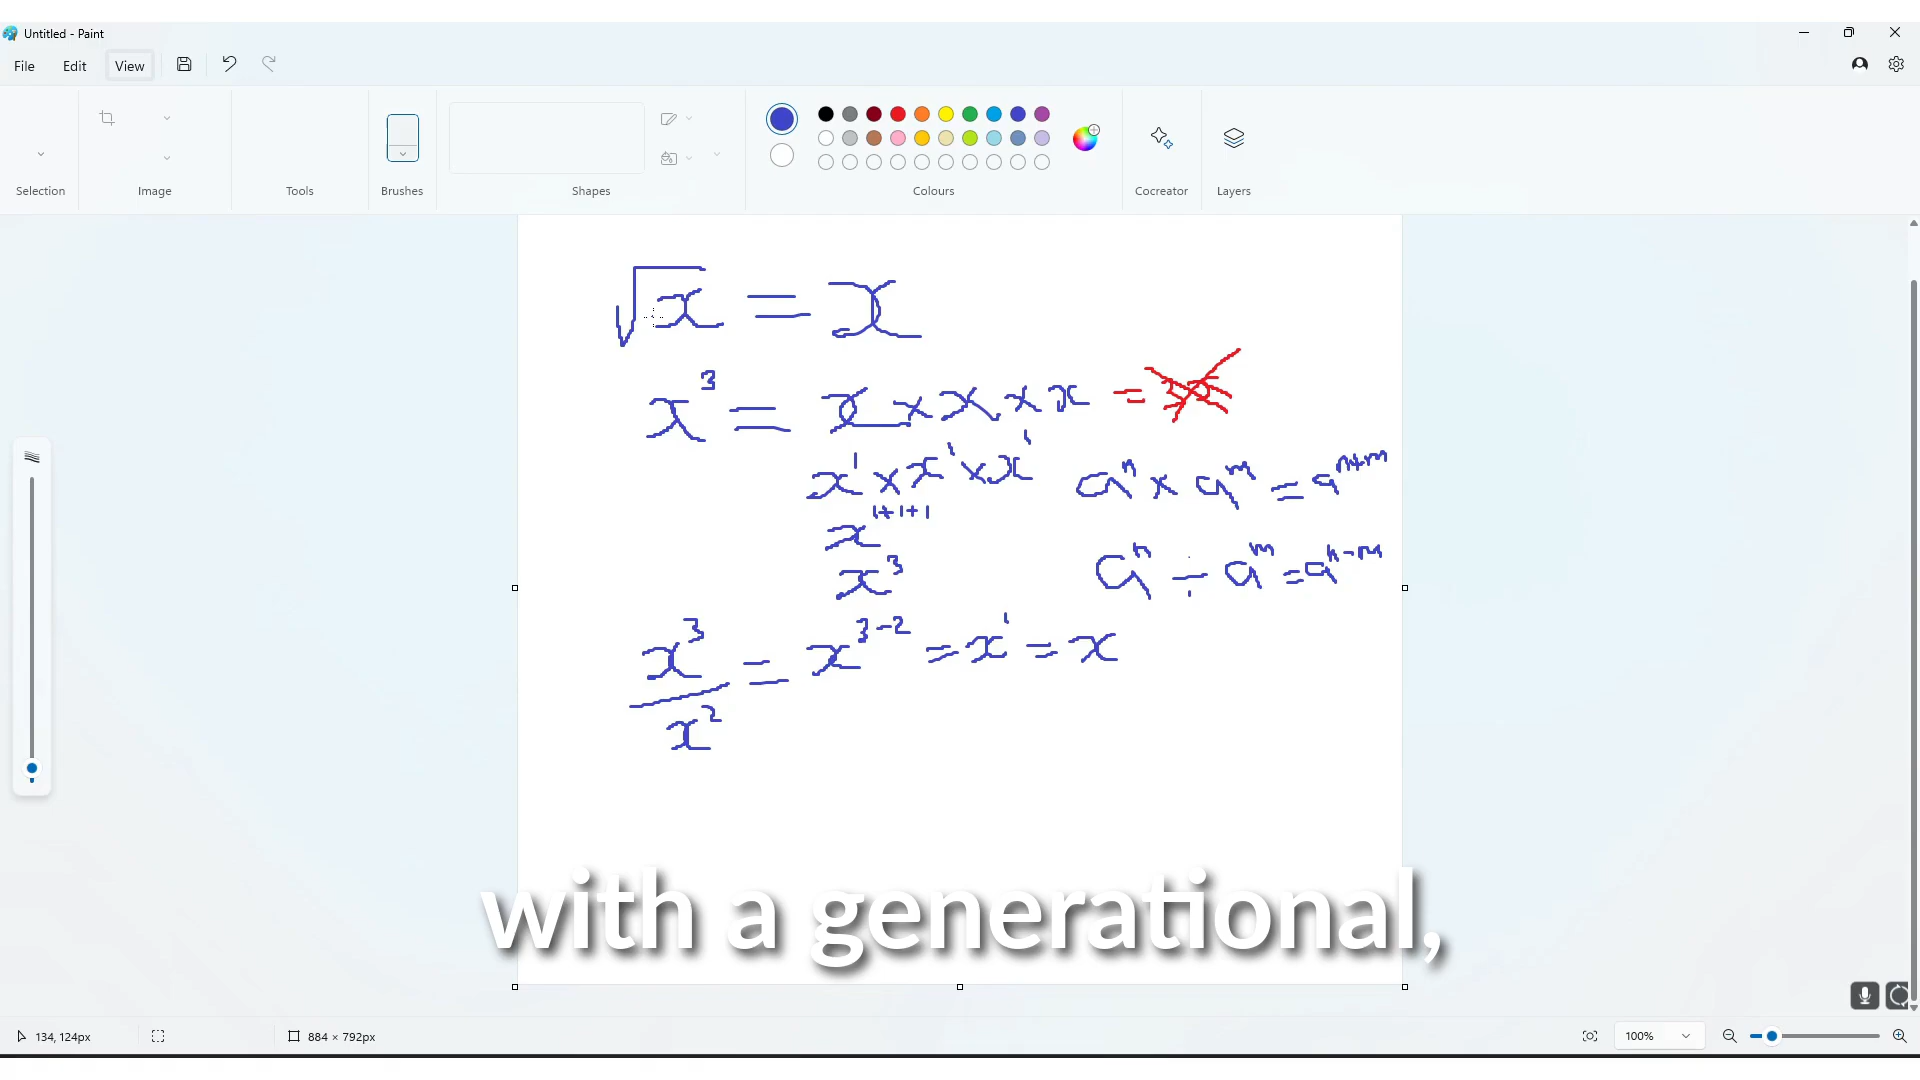 Untitled - Paint
File Edit View
Selection Image Tools Brushes Shapes Colours Cocreator Layers
√x = x
x³ = x × x × x =
x¹ × x¹ × x¹
aⁿ × aᵐ = aⁿ⁺ᵐ
x¹⁺¹⁺¹
x³
aⁿ ÷ aᵐ = aⁿ⁻ᵐ
x³/x² = x³⁻² = x¹ = x
with a generational,
134, 124px 884 × 792px 100%